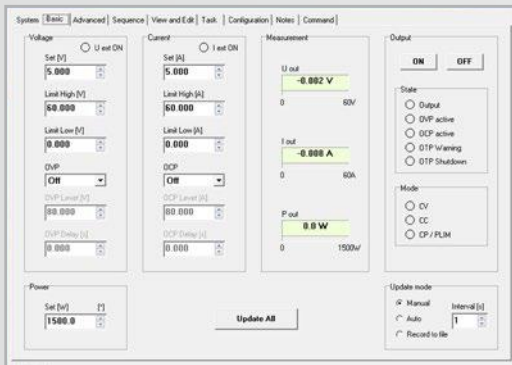 System Basic Advanced Sequence View and Edit Task Configuration Notes Command
Voltage
U ext ON
Set [V]
5.000
Limit High [V]
60.000
Limit Low [V]
0.000
OVP
Off
OVP Level [V]
80.000
OVP Delay [s]
0.000
Current
I ext ON
Set [A]
5.000
Limit High [A]
60.000
Limit Low [A]
0.000
OCP
Off
OCP Level [A]
80.000
OCP Delay [s]
0.000
Measurement
U out
-0.002 V
0 60V
I out
-0.008 A
0 60A
P out
0.0 W
0 1500W
Output
ON OFF
State
Output
OVP active
OCP active
OTP Warning
OTP Shutdown
Mode
CV
CC
CP / PLIM
Power
Set [W] [*]
1500.0
Update All
Update mode
Manual Interval [s]
Auto 1
Record to file